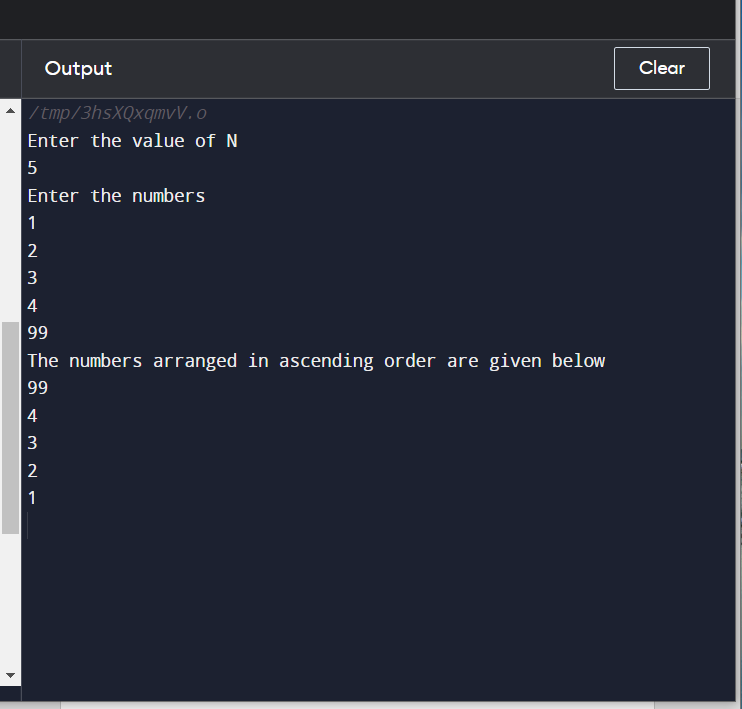 Output
Clear
/tmp/3hsXQxqmvV.o
Enter the value of N
5
Enter the numbers
1
2
3
4
99
The numbers arranged in ascending order are given below
99
4
3
2
1